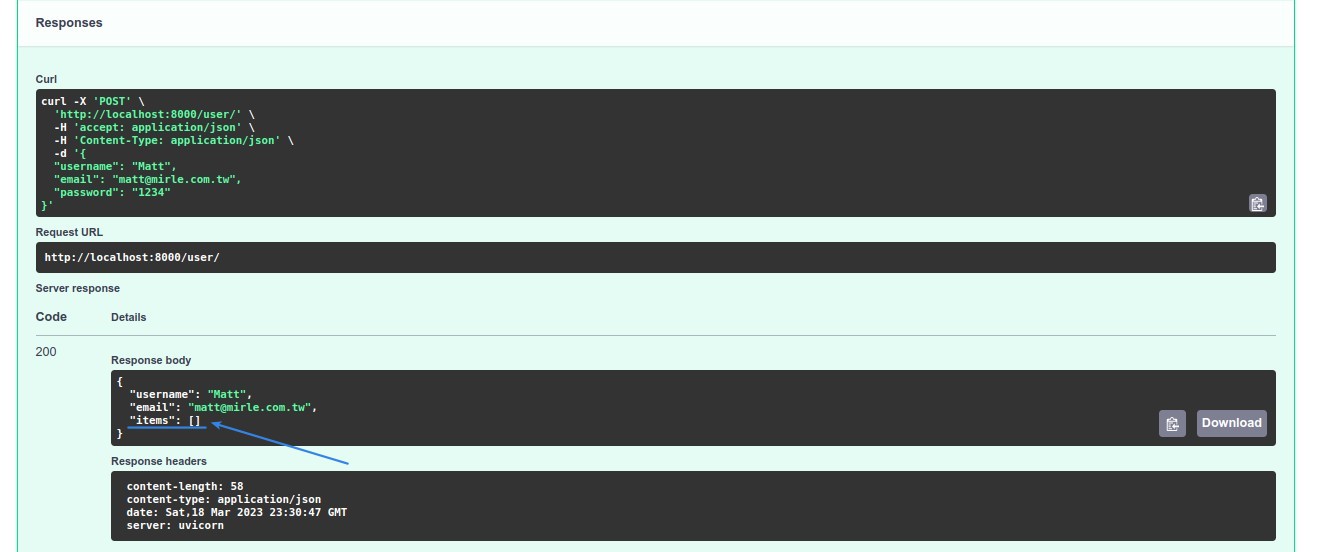 Responses
Curl
curl -X 'POST' \
  'http://localhost:8000/user/' \
  -H 'accept: application/json' \
  -H 'Content-Type: application/json' \
  -d '{
  "username": "Matt",
  "email": "matt@mirle.com.tw",
  "password": "1234"
}'
Request URL
http://localhost:8000/user/
Server response
Code Details
200
Response body
{
  "username": "Matt",
  "email": "matt@mirle.com.tw",
  "items": []
}
Download
Response headers
content-length: 58
content-type: application/json
date: Sat,18 Mar 2023 23:30:47 GMT
server: uvicorn